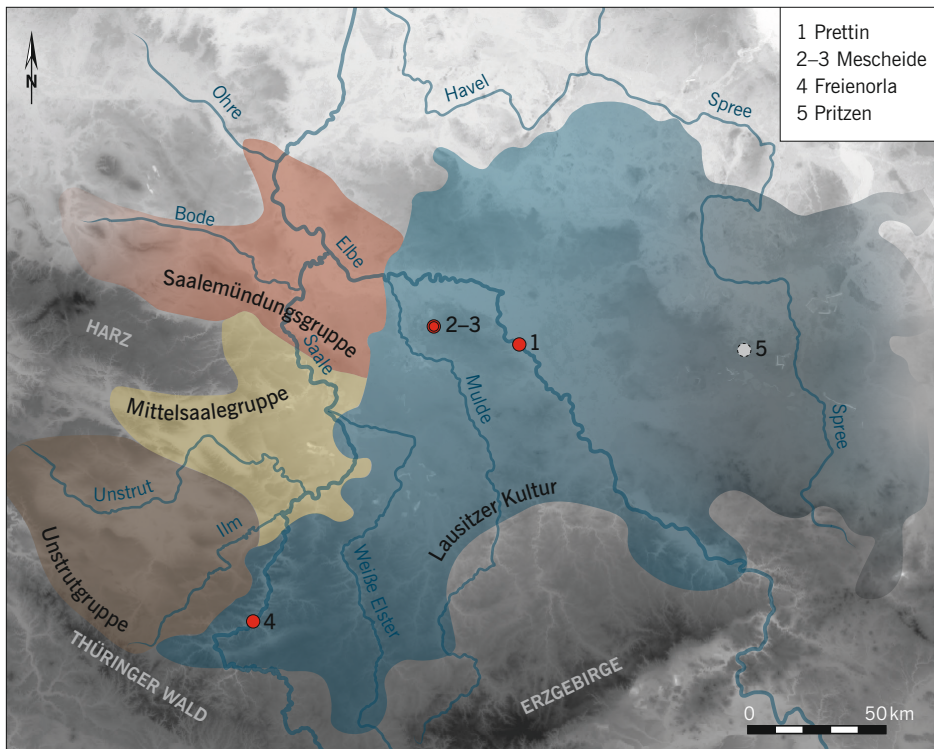 1 Prettin
2–3 Mescheide
4 Freienorla
5 Pritzen
N
Ohre
Havel
Spree
Bode
Elbe
Saalemündungsgruppe
HARZ
Saale
2–3
1
5
Mulde
Mittelsaalegruppe
Spree
Unstrut
Ilm
Lausitzer Kultur
Unstrutgruppe
Weiße Elster
4
THÜRINGER WALD
ERZGEBIRGE
0 50 km